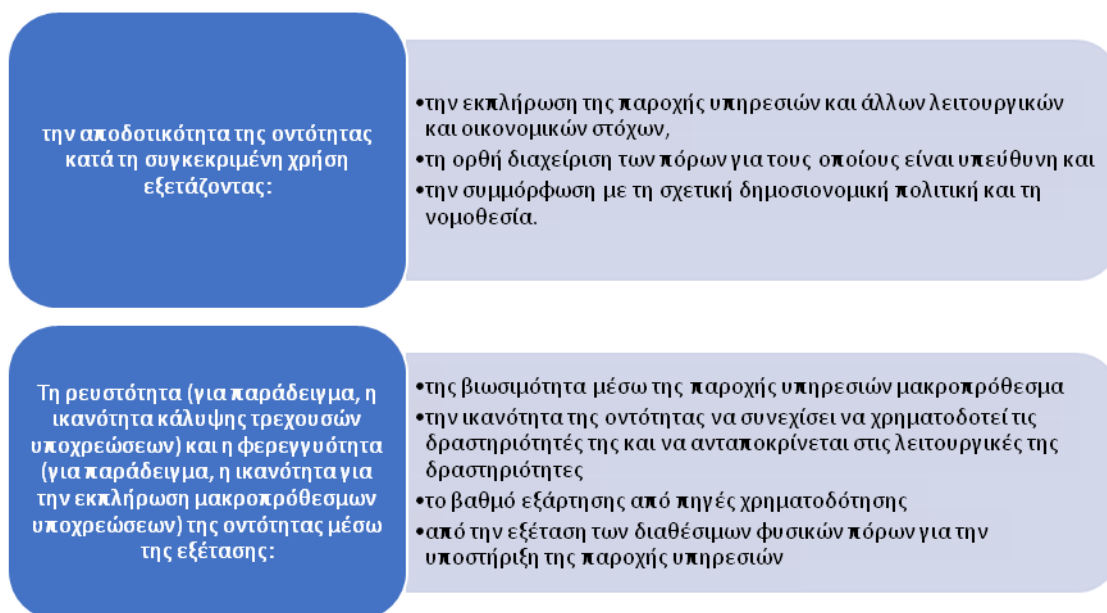 την αποδοτικότητα της οντότητας
κατά τη συγκεκριμένη χρήση
εξετάζοντας:
•την εκπλήρωση της παροχής υπηρεσιών και άλλων λειτουργικών
και οικονομικών στόχων,
•τη ορθή διαχείριση των πόρων για τους οποίους είναι υπεύθυνη και
•την συμμόρφωση με τη σχετική δημοσιονομική πολιτική και τη
νομοθεσία.
Τη ρευστότητα (για παράδειγμα, η
ικανότητα κάλυψης τρεχουσών
υποχρεώσεων) και η φερεγγυότητα
(για παράδειγμα, η ικανότητα για
την εκπλήρωση μακροπρόθεσμων
υποχρεώσεων) της οντότητας μέσω
της εξέτασης:
•της βιωσιμότητα μέσω της παροχής υπηρεσιών μακροπρόθεσμα
•την ικανότητα της οντότητας να συνεχίσει να χρηματοδοτεί τις
δραστηριότητές της και να ανταποκρίνεται στις λειτουργικές της
δραστηριότητες
•το βαθμό εξάρτησης από πηγές χρηματοδότησης
•από την εξέταση των διαθέσιμων φυσικών πόρων για την
υποστήριξη της παροχής υπηρεσιών